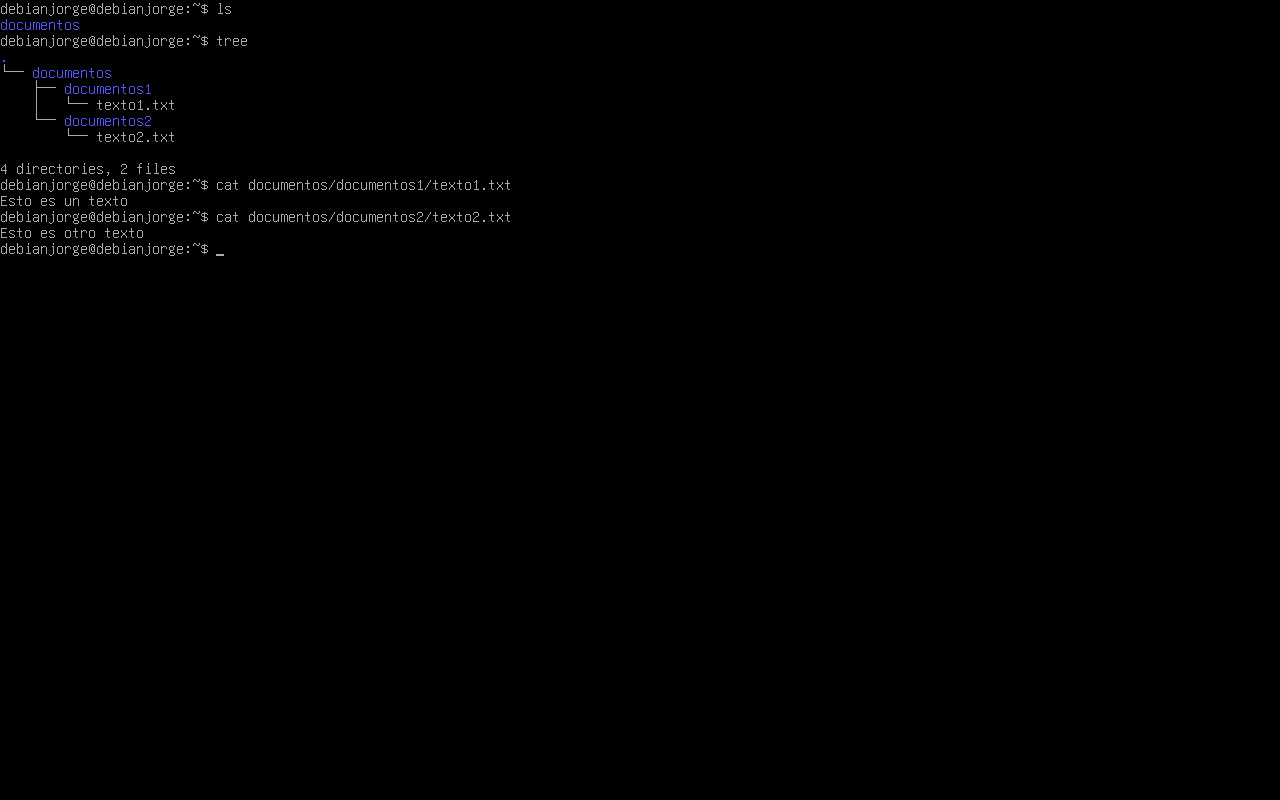 debianjorge@debianjorge:~$ ls
documentos
debianjorge@debianjorge:~$ tree
.
└── documentos
    ├── documentos1
    │   └── texto1.txt
    └── documentos2
        └── texto2.txt

4 directories, 2 files
debianjorge@debianjorge:~$ cat documentos/documentos1/texto1.txt
Esto es un texto
debianjorge@debianjorge:~$ cat documentos/documentos2/texto2.txt
Esto es otro texto
debianjorge@debianjorge:~$ _